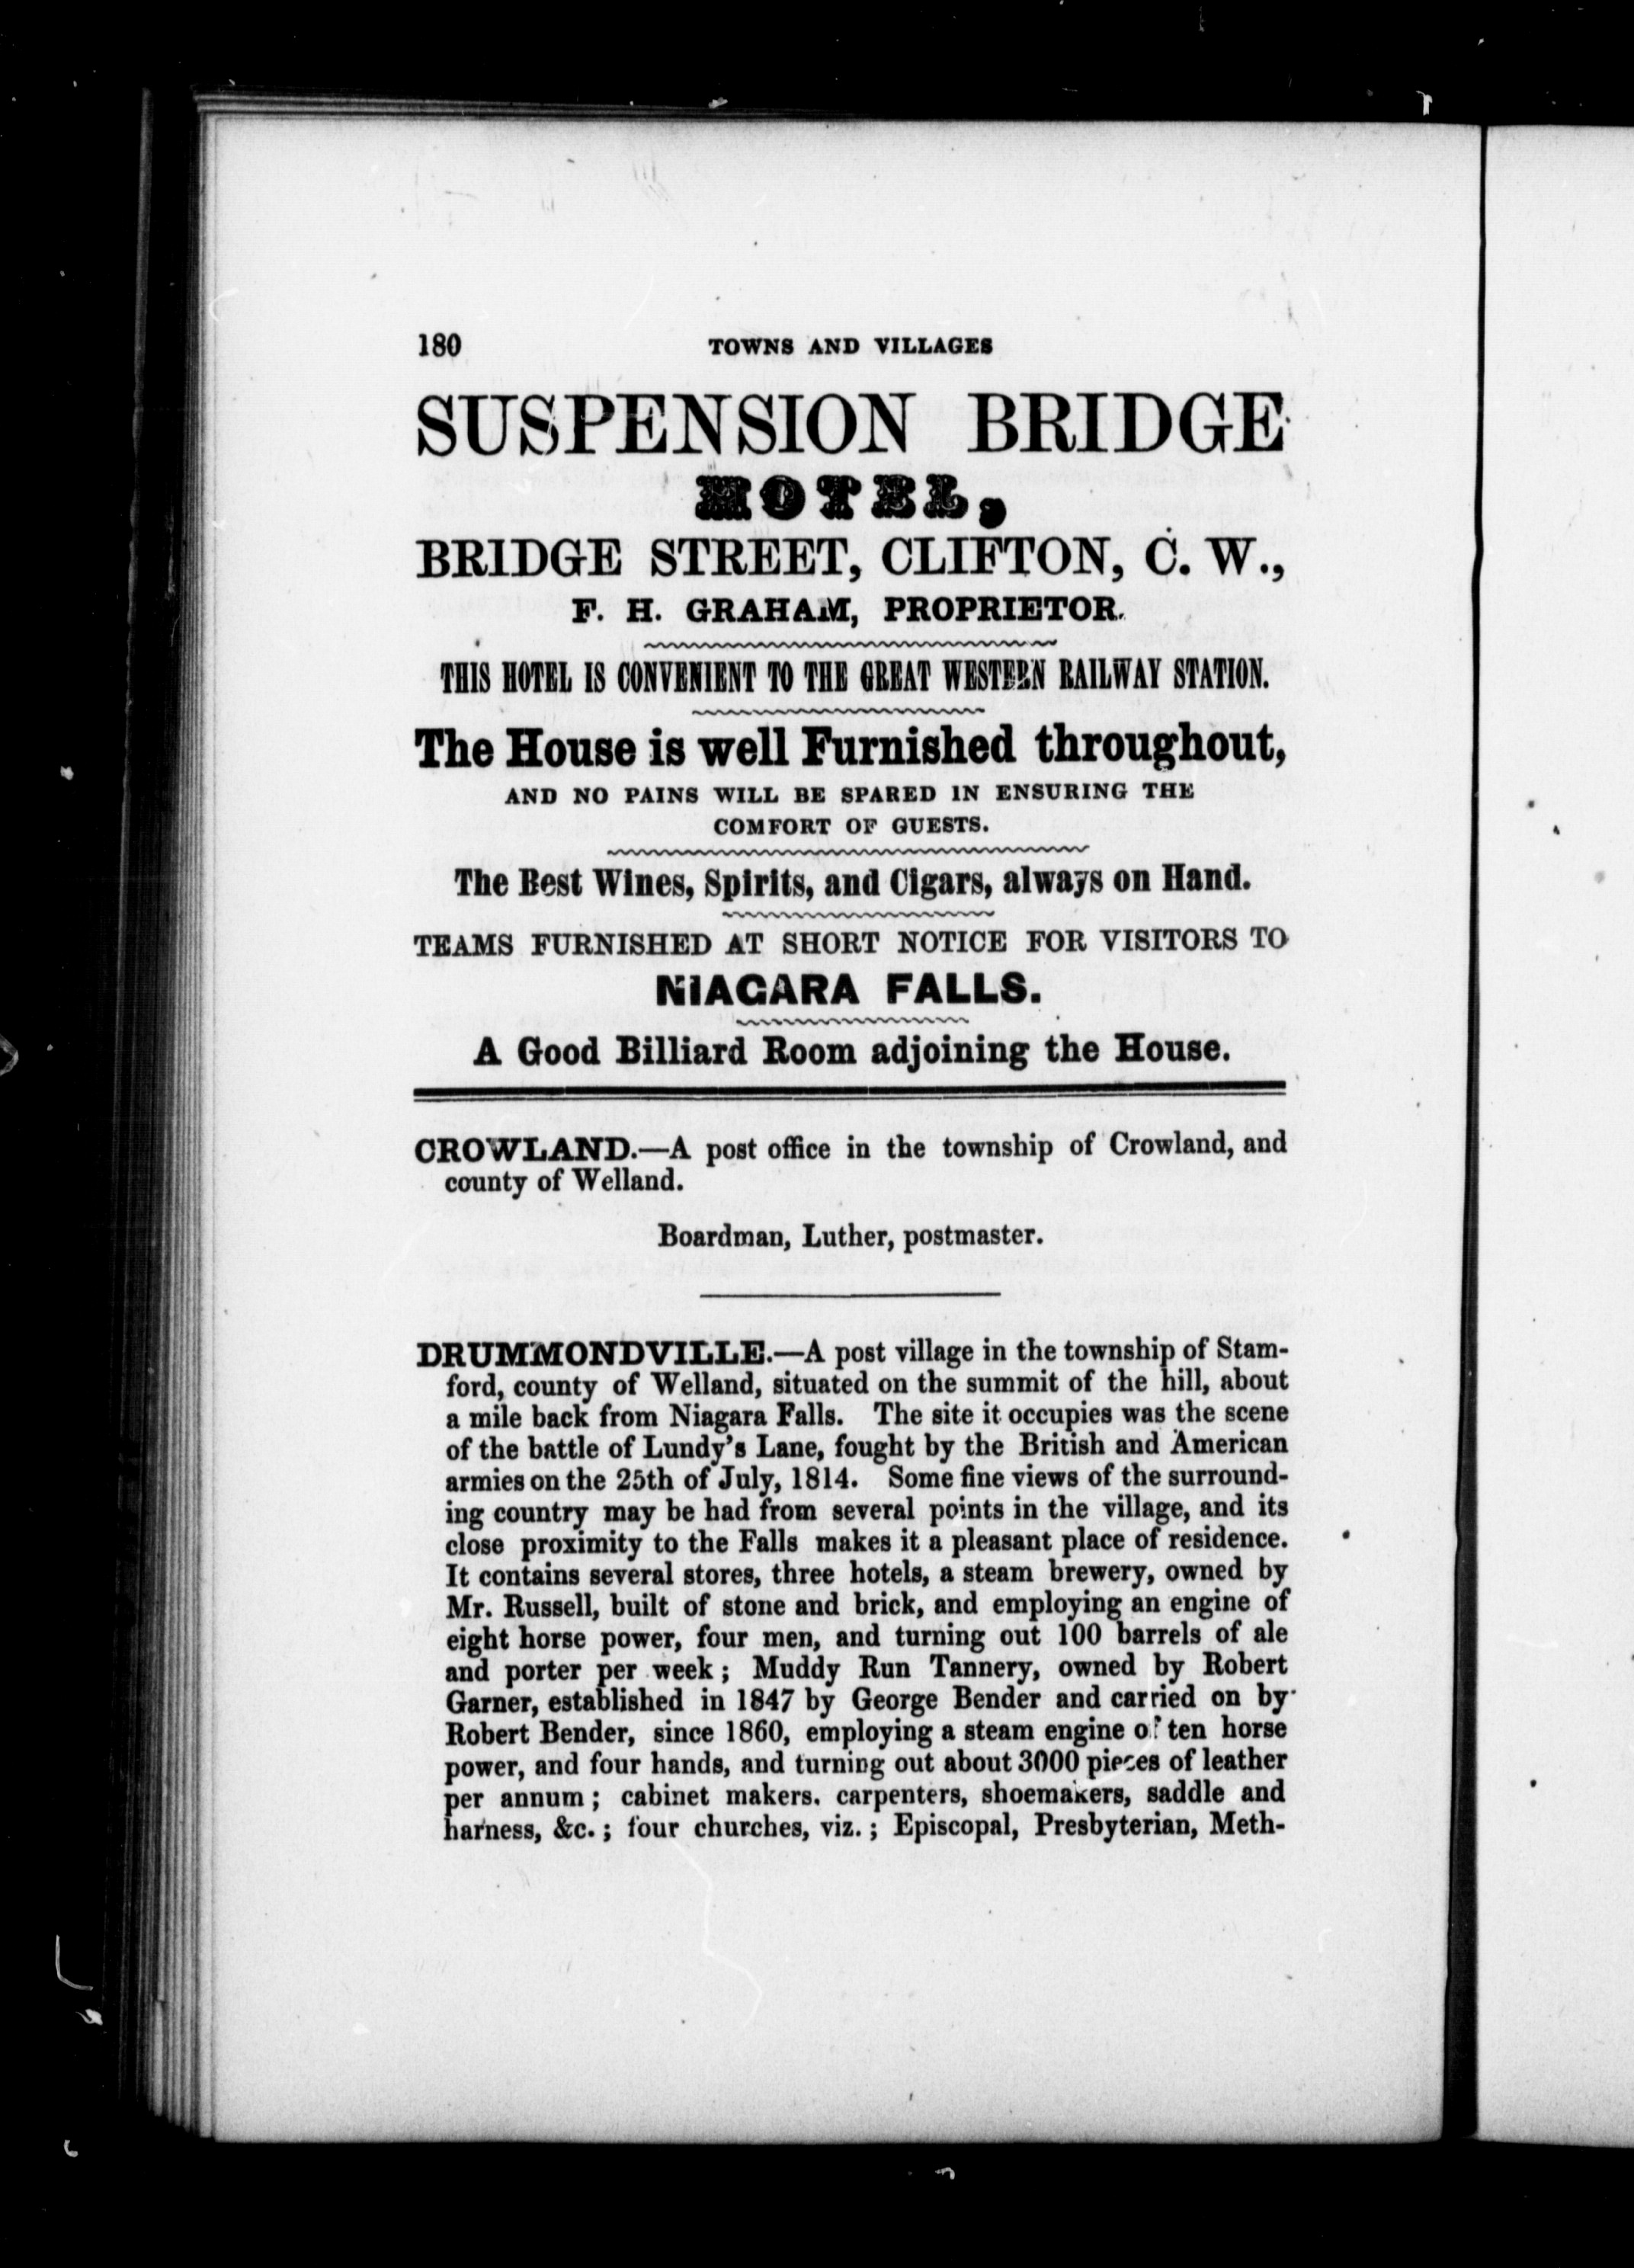 180 TOWNS AND VILLAGES
SUSPENSION BRIDGE
HOTEL,
BRIDGE STREET, CLIFTON, C. W.,
F. H. GRAHAM, PROPRIETOR.
THIS HOTEL IS CONVENIENT TO THE GREAT WESTERN RAILWAY STATION.
The House is well Furnished throughout,
AND NO PAINS WILL BE SPARED IN ENSURING THE
COMFORT OF GUESTS.
The Best Wines, Spirits, and Cigars, always on Hand.
TEAMS FURNISHED AT SHORT NOTICE FOR VISITORS TO
NIAGARA FALLS.
A Good Billiard Room adjoining the House.
CROWLAND.—A post office in the township of Crowland, and
county of Welland.
Boardman, Luther, postmaster.
DRUMMONDVILLE.—A post village in the township of Stam-
ford, county of Welland, situated on the summit of the hill, about
a mile back from Niagara Falls. The site it occupies was the scene
of the battle of Lundy's Lane, fought by the British and American
armies on the 25th of July, 1814. Some fine views of the surround-
ing country may be had from several points in the village, and its
close proximity to the Falls makes it a pleasant place of residence.
It contains several stores, three hotels, a steam brewery, owned by
Mr. Russell, built of stone and brick, and employing an engine of
eight horse power, four men, and turning out 100 barrels of ale
and porter per week; Muddy Run Tannery, owned by Robert
Garner, established in 1847 by George Bender and carried on by
Robert Bender, since 1860, employing a steam engine of ten horse
power, and four hands, and turning out about 3000 pieces of leather
per annum; cabinet makers. carpenters, shoemakers, saddle and
harness, &c.; four churches, viz.; Episcopal, Presbyterian, Meth-